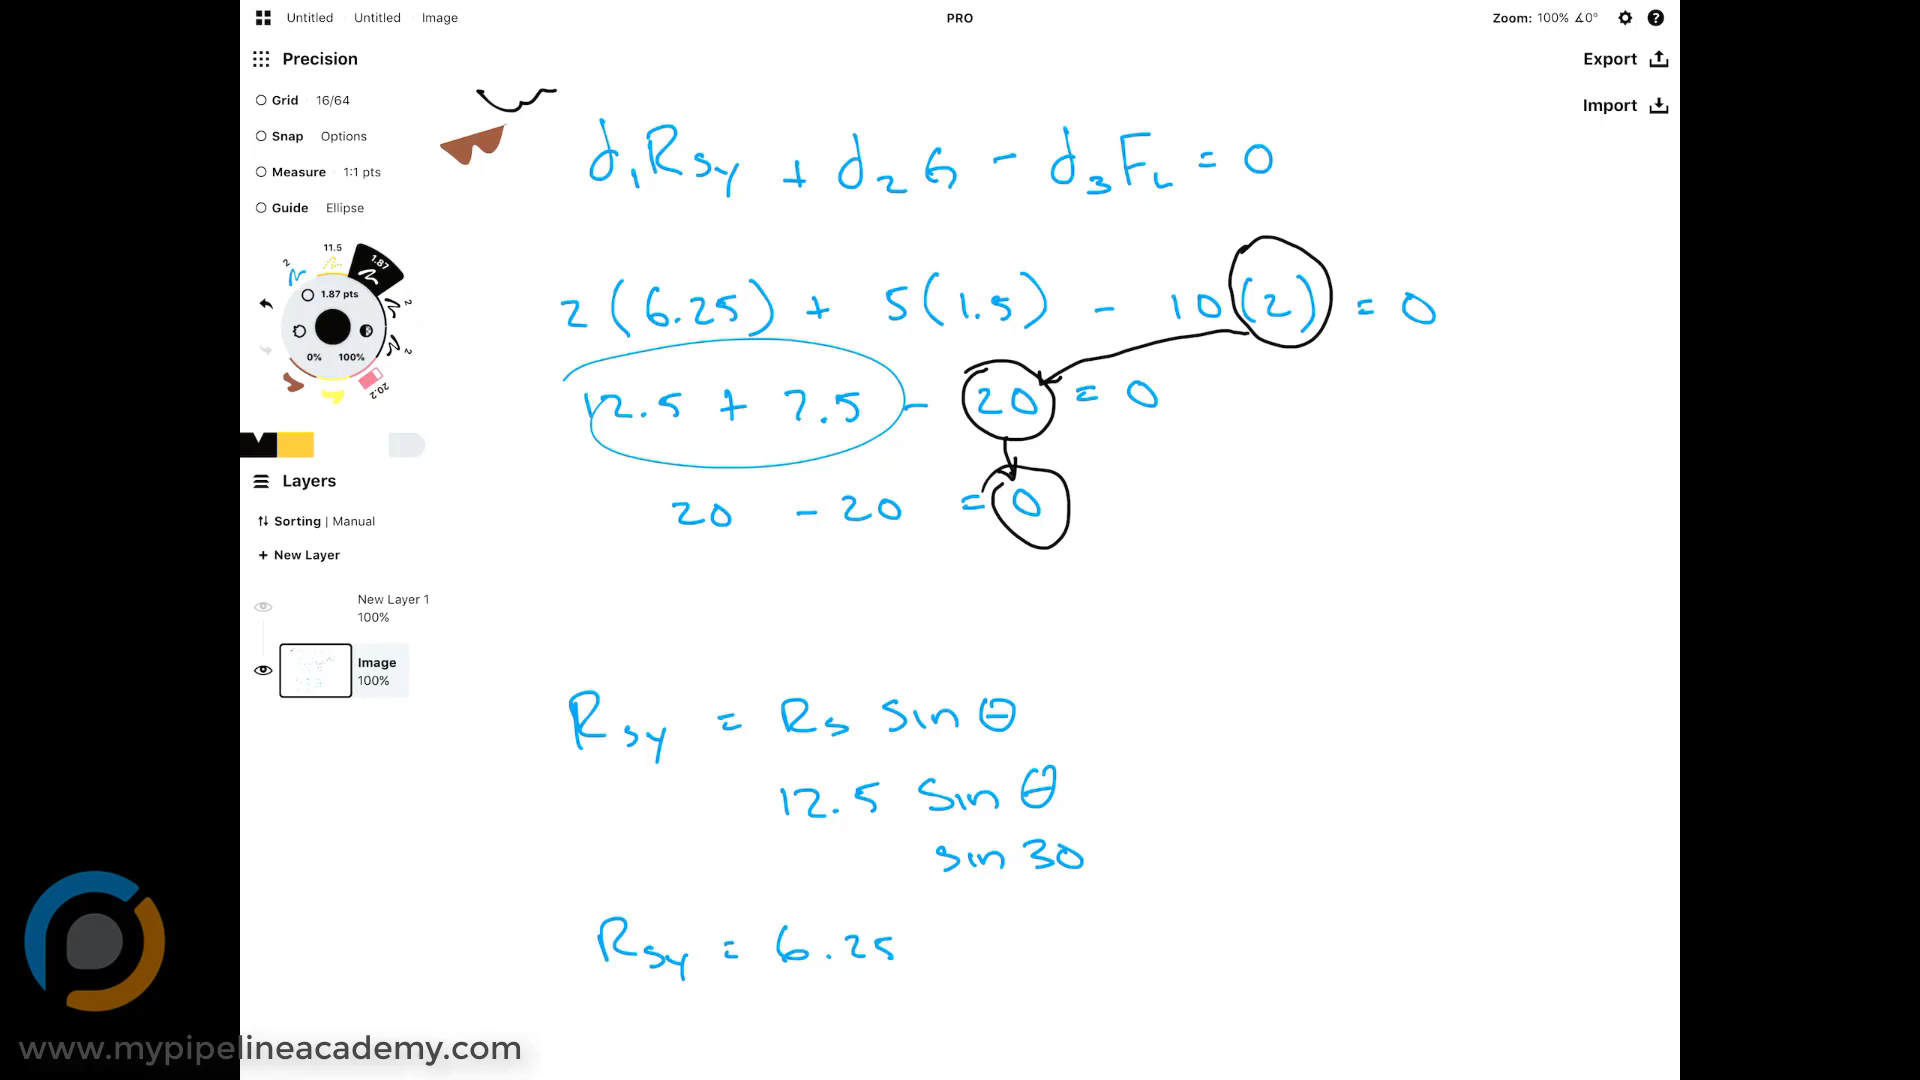 Untitled Untitled Image
PRO
Zoom: 100% ∡0°
Precision
Export
Import
Grid 16/64
Snap Options
Measure 1:1 pts
Guide Ellipse
11.5
1.87
2
1.87 pts
2
2
0% 100%
20.2
Layers
Sorting | Manual
+ New Layer
New Layer 1
100%
Image
100%
d₁Rsy + d₂G - d₃FL = 0
2(6.25) + 5(1.5) - 10(2) = 0
12.5 + 7.5 - 20 = 0
20 - 20 = 0
Rsy = Rs sin θ
12.5 sin θ
sin 30
Rsy = 6.25
www.mypipelineacademy.com